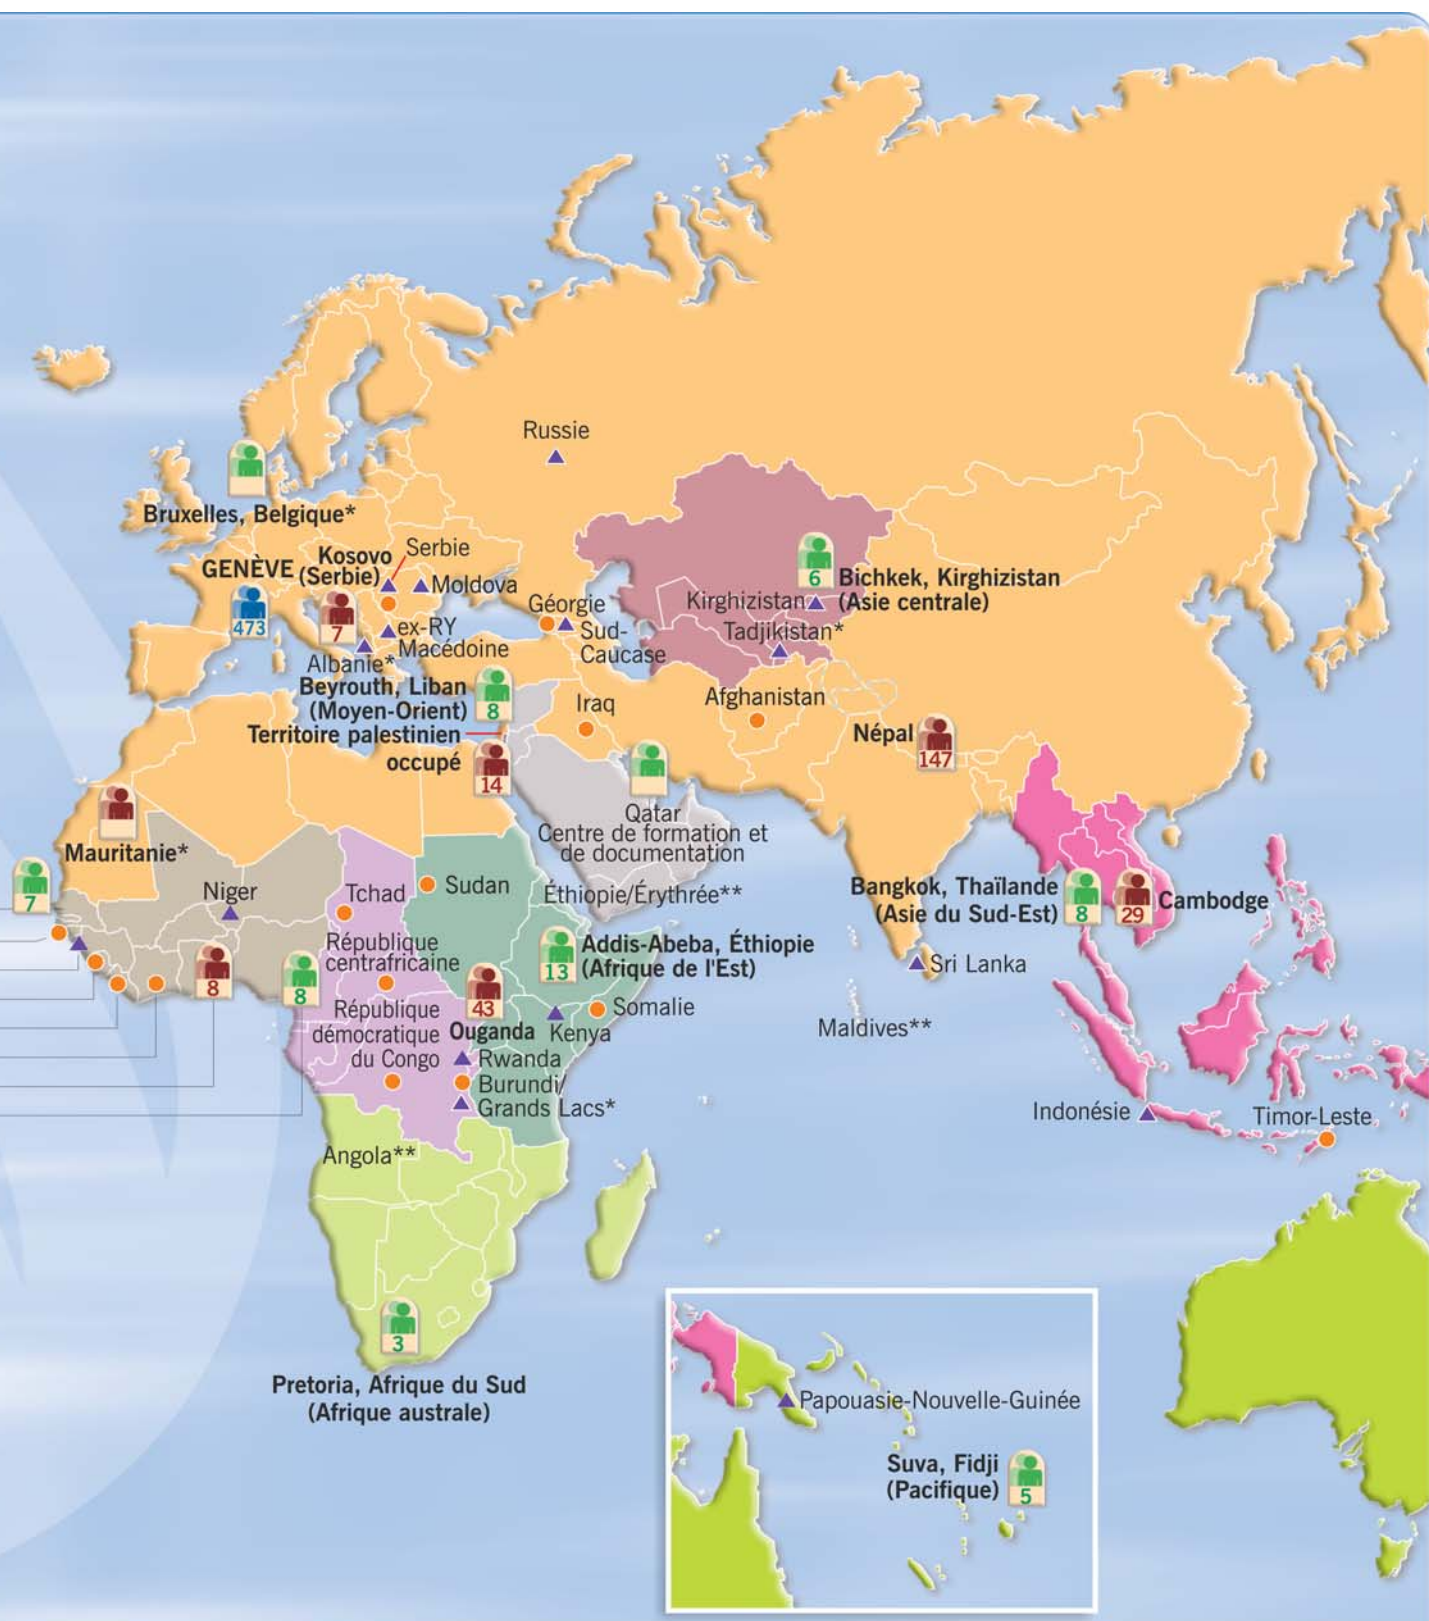 Russie
Bruxelles, Belgique*
GENÈVE
473
Kosovo
(Serbie)
7
Serbie
Moldova
ex-RY
Macédoine
Albanie*
Géorgie
Sud-
Caucase
6
Bichkek, Kirghizistan
(Asie centrale)
Kirghizistan
Tadjikistan*
Beyrouth, Liban
(Moyen-Orient)
8
Territoire palestinien
occupé
14
Iraq
Afghanistan
Népal
147
Qatar
Centre de formation et
de documentation
Mauritanie*
7
Niger
Tchad
Sudan
Éthiopie/Érythrée**
Bangkok, Thaïlande
(Asie du Sud-Est)
8
29
Cambodge
République
centrafricaine
8
8
13
Addis-Abeba, Éthiopie
(Afrique de l'Est)
Sri Lanka
43
Ouganda
République
démocratique
du Congo
Kenya
Somalie
Maldives**
Rwanda
Burundi/
Grands Lacs*
Indonésie
Timor-Leste
Angola**
3
Pretoria, Afrique du Sud
(Afrique australe)
Papouasie-Nouvelle-Guinée
Suva, Fidji
(Pacifique)
5